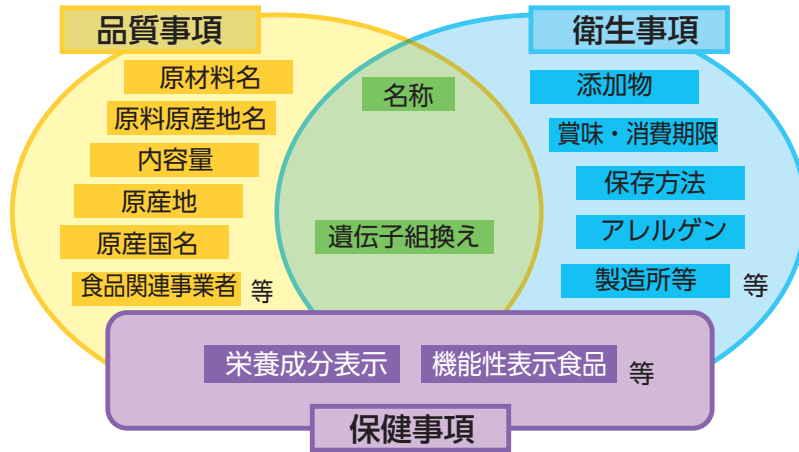 品質事項
原材料名
原料原産地名
内容量
原産地
原産国名
食品関連事業者 等
名称
遺伝子組換え
衛生事項
添加物
賞味・消費期限
保存方法
アレルゲン
製造所等 等
栄養成分表示 機能性表示食品 等
保健事項